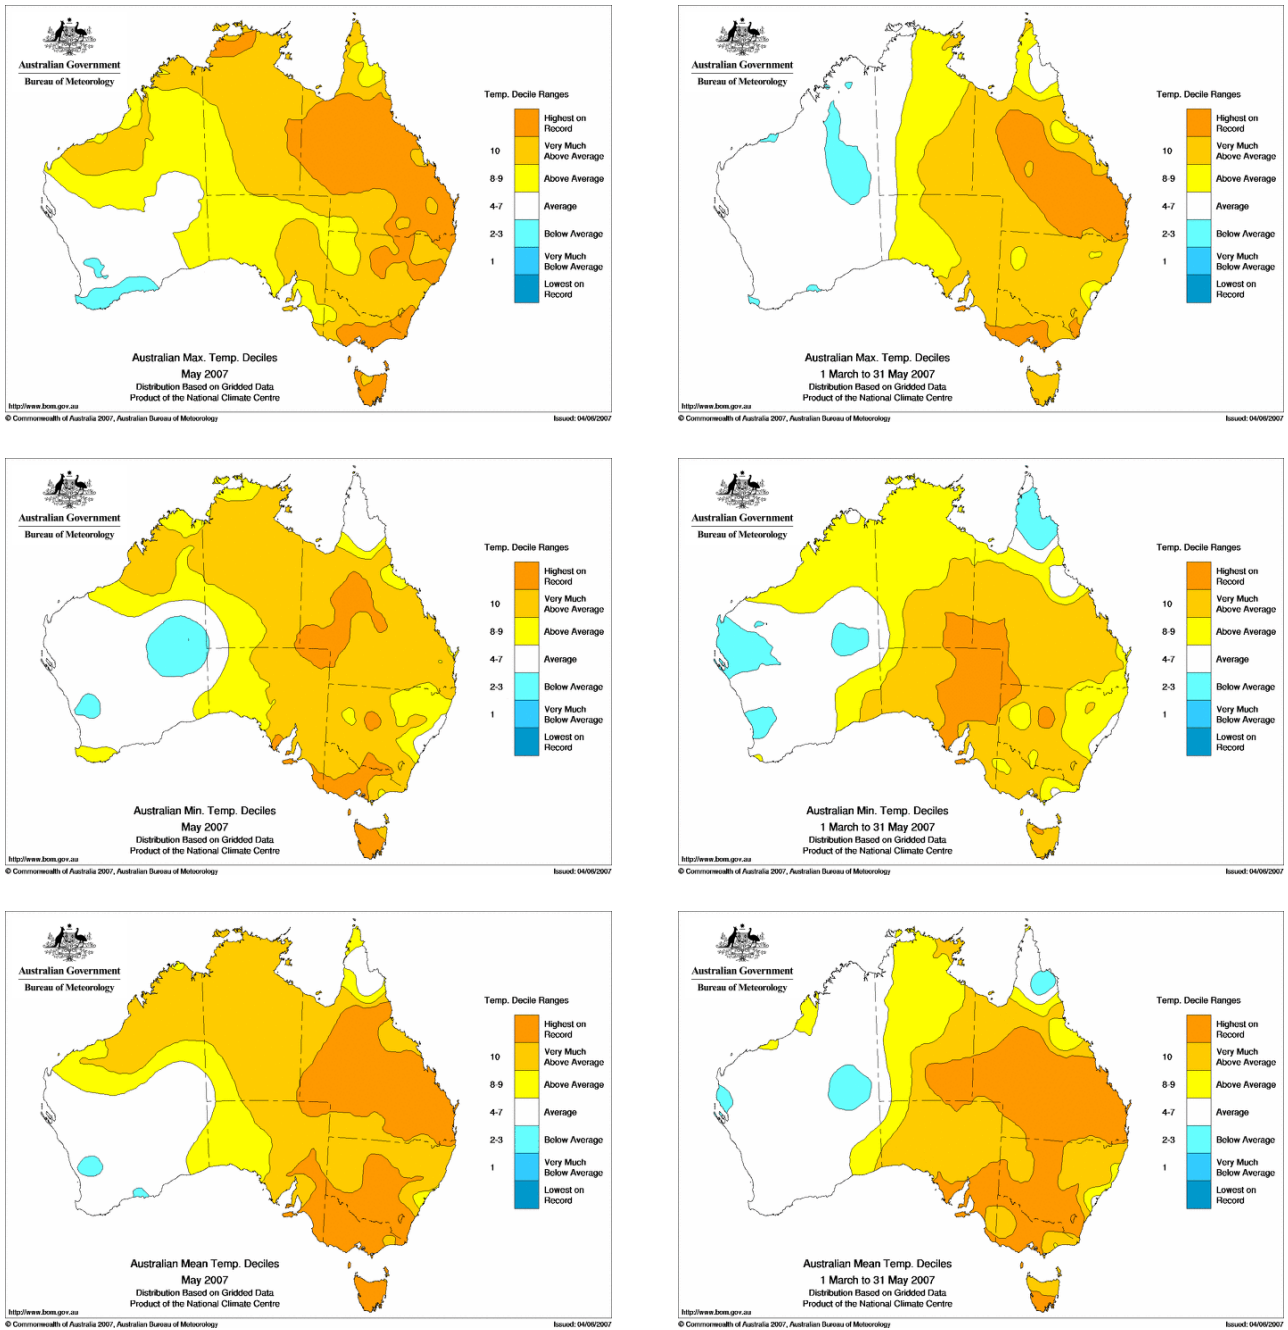 Australian Government
Bureau of Meteorology
Temp. Decile Ranges
Highest on
Record
10
Very Much
Above Average
8-9
Above Average
4-7
Average
2-3
Below Average
1
Very Much
Below Average
Lowest on
Record
Australian Max. Temp. Deciles
May 2007
Distribution Based on Gridded Data
Product of the National Climate Centre
http://www.bom.gov.au
© Commonwealth of Australia 2007, Australian Bureau of Meteorology
Issued: 04/06/2007
Australian Government
Bureau of Meteorology
Temp. Decile Ranges
Highest on
Record
10
Very Much
Above Average
8-9
Above Average
4-7
Average
2-3
Below Average
1
Very Much
Below Average
Lowest on
Record
Australian Max. Temp. Deciles
1 March to 31 May 2007
Distribution Based on Gridded Data
Product of the National Climate Centre
http://www.bom.gov.au
© Commonwealth of Australia 2007, Australian Bureau of Meteorology
Issued: 04/06/2007
Australian Government
Bureau of Meteorology
Temp. Decile Ranges
Highest on
Record
10
Very Much
Above Average
8-9
Above Average
4-7
Average
2-3
Below Average
1
Very Much
Below Average
Lowest on
Record
Australian Min. Temp. Deciles
May 2007
Distribution Based on Gridded Data
Product of the National Climate Centre
http://www.bom.gov.au
© Commonwealth of Australia 2007, Australian Bureau of Meteorology
Issued: 04/06/2007
Australian Government
Bureau of Meteorology
Temp. Decile Ranges
Highest on
Record
10
Very Much
Above Average
8-9
Above Average
4-7
Average
2-3
Below Average
1
Very Much
Below Average
Lowest on
Record
Australian Min. Temp. Deciles
1 March to 31 May 2007
Distribution Based on Gridded Data
Product of the National Climate Centre
http://www.bom.gov.au
© Commonwealth of Australia 2007, Australian Bureau of Meteorology
Issued: 04/06/2007
Australian Government
Bureau of Meteorology
Temp. Decile Ranges
Highest on
Record
10
Very Much
Above Average
8-9
Above Average
4-7
Average
2-3
Below Average
1
Very Much
Below Average
Lowest on
Record
Australian Mean Temp. Deciles
May 2007
Distribution Based on Gridded Data
Product of the National Climate Centre
http://www.bom.gov.au
© Commonwealth of Australia 2007, Australian Bureau of Meteorology
Issued: 04/06/2007
Australian Government
Bureau of Meteorology
Temp. Decile Ranges
Highest on
Record
10
Very Much
Above Average
8-9
Above Average
4-7
Average
2-3
Below Average
1
Very Much
Below Average
Lowest on
Record
Australian Mean Temp. Deciles
1 March to 31 May 2007
Distribution Based on Gridded Data
Product of the National Climate Centre
http://www.bom.gov.au
© Commonwealth of Australia 2007, Australian Bureau of Meteorology
Issued: 04/06/2007